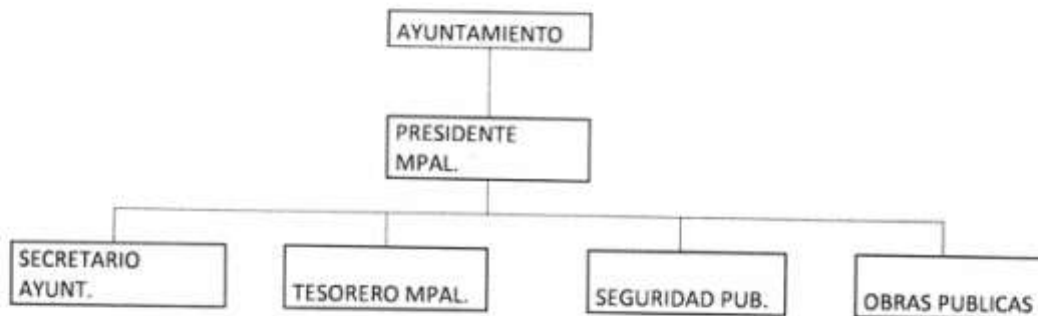 AYUNTAMIENTO
PRESIDENTE
MPAL.
SECRETARIO
AYUNT.
TESORERO MPAL.
SEGURIDAD PUB.
OBRAS PUBLICAS